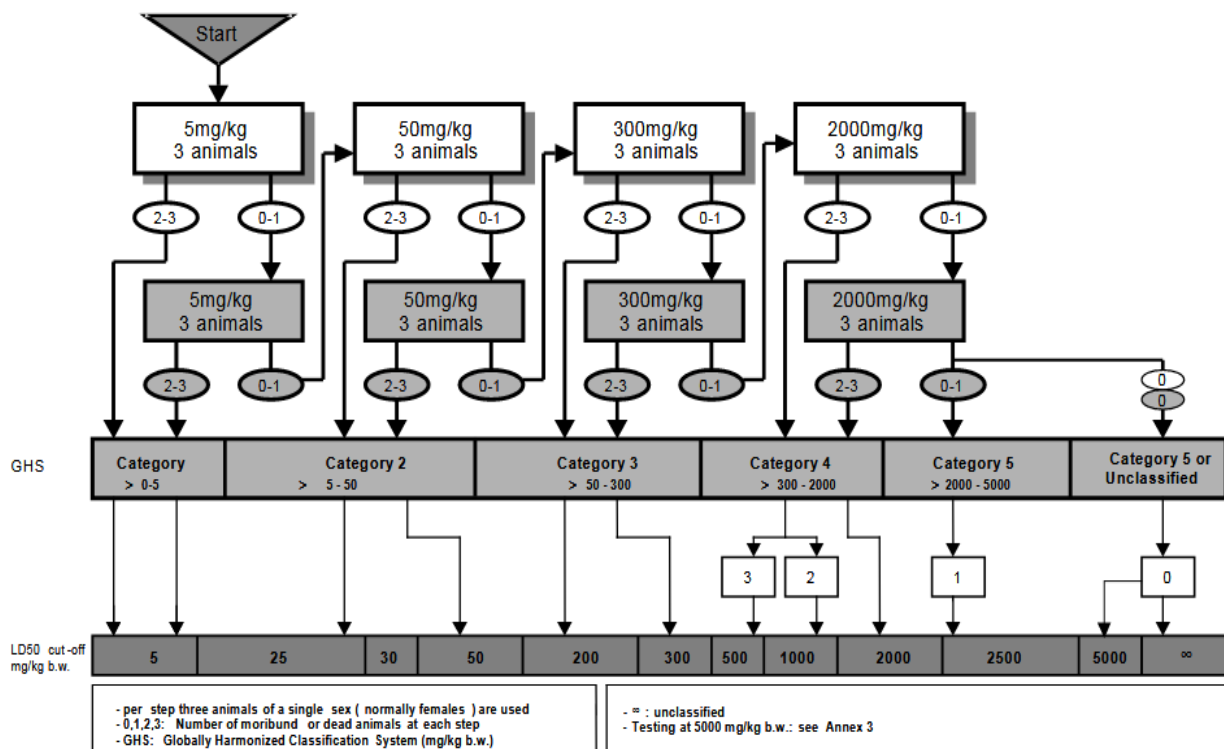 Start
5mg/kg
3 animals
50mg/kg
3 animals
300mg/kg
3 animals
2000mg/kg
3 animals
2-3
0-1
2-3
0-1
2-3
0-1
2-3
0-1
5mg/kg
3 animals
50mg/kg
3 animals
300mg/kg
3 animals
2000mg/kg
3 animals
2-3
0-1
2-3
0-1
2-3
0-1
2-3
0-1
0
0
GHS
Category
> 0-5
Category 2
> 5 - 50
Category 3
> 50 - 300
Category 4
> 300 - 2000
Category 5
> 2000 - 5000
Category 5 or
Unclassified
3
2
1
0
LD50 cut-off
mg/kg b.w.
5
25
30
50
200
300
500
1000
2000
2500
5000
∞
- per step three animals of a single sex ( normally females ) are used
- 0,1,2,3: Number of moribund or dead animals at each step
- GHS: Globally Harmonized Classification System (mg/kg b.w.)
- ∞ : unclassified
- Testing at 5000 mg/kg b.w.: see Annex 3